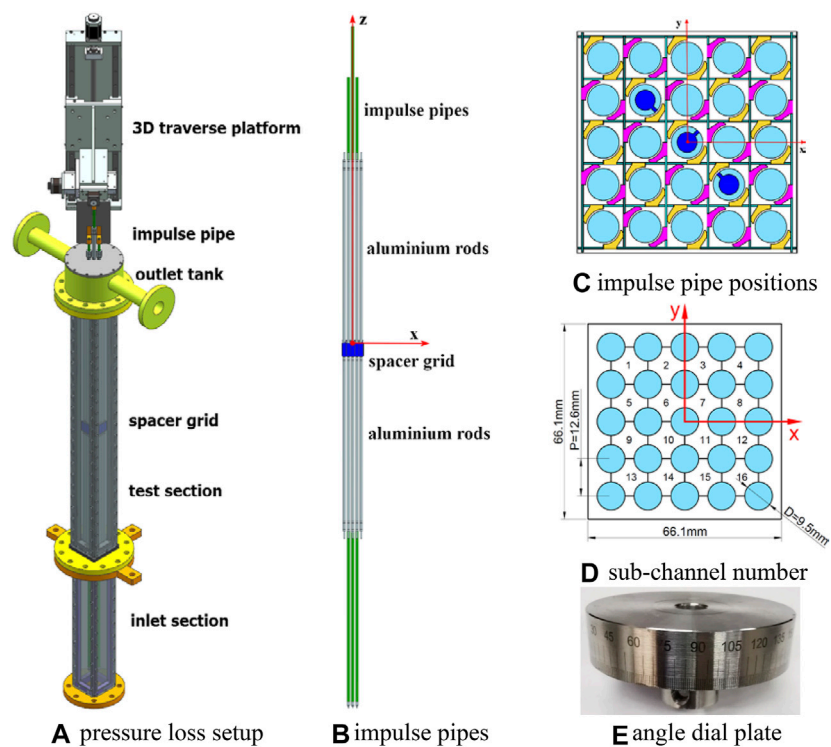 3D traverse platform
impulse pipe
outlet tank
spacer grid
test section
inlet section
A pressure loss setup
z
impulse pipes
aluminium rods
x
spacer grid
aluminium rods
B impulse pipes
y
x
C impulse pipe positions
y
1 2 3 4
5 6 7 8
x
9 10 11 12
13 14 15 16
66.1mm
P=12.6mm
D=9.5mm
66.1mm
D sub-channel number
45 60 75 90 105 120 135
E angle dial plate